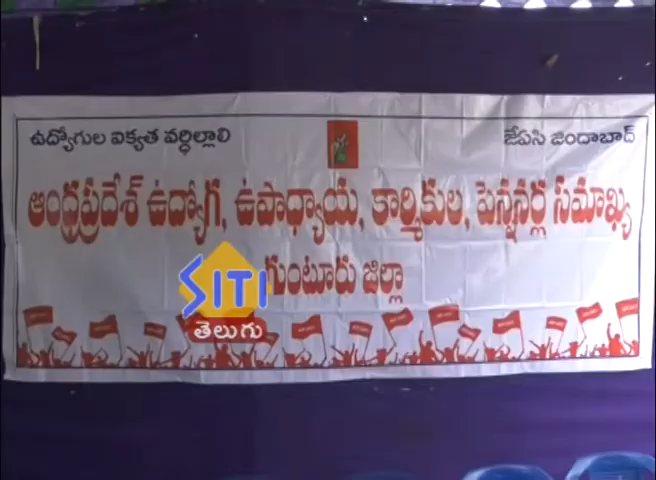 ఉద్యోగుల ఐక్యత వర్ధిల్లాలి
జేఏసి జిందాబాద్
ఆంధ్రప్రదేశ్ ఉద్యోగ, ఉపాధ్యాయ, కార్మికుల, పెన్షనర్ల సమాఖ్య
గుంటూరు జిల్లా
SITI
తెలుగు